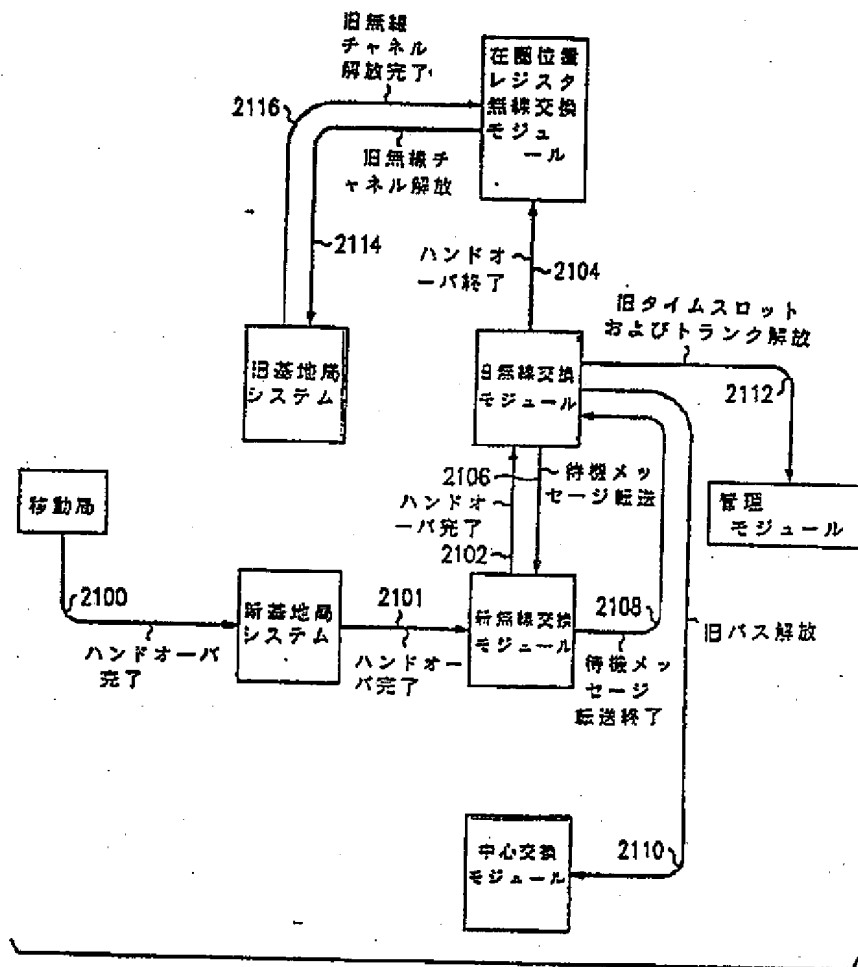 旧無線
チャネル
解放完了
2116
在圏位置
レジスタ
無線交換
モジュ
ール
旧無線チ
ャネル解放
2114
ハンドオ
ーバ終了
2104
旧タイムスロット
およびトランク解放
2112
旧基地局
システム
旧無線交換
モジュール
2106
待機メッ
セージ転送
ハンドオ
ーバ完了
2102
管理
モジュール
移動局
2100
ハンドオーバ
完了
新基地局
システム
2101
ハンドオー
バ完了
新無線交換
モジュール
2108
待機メッ
セージ
転送終了
旧パス解放
中心交換
モジュール
2110